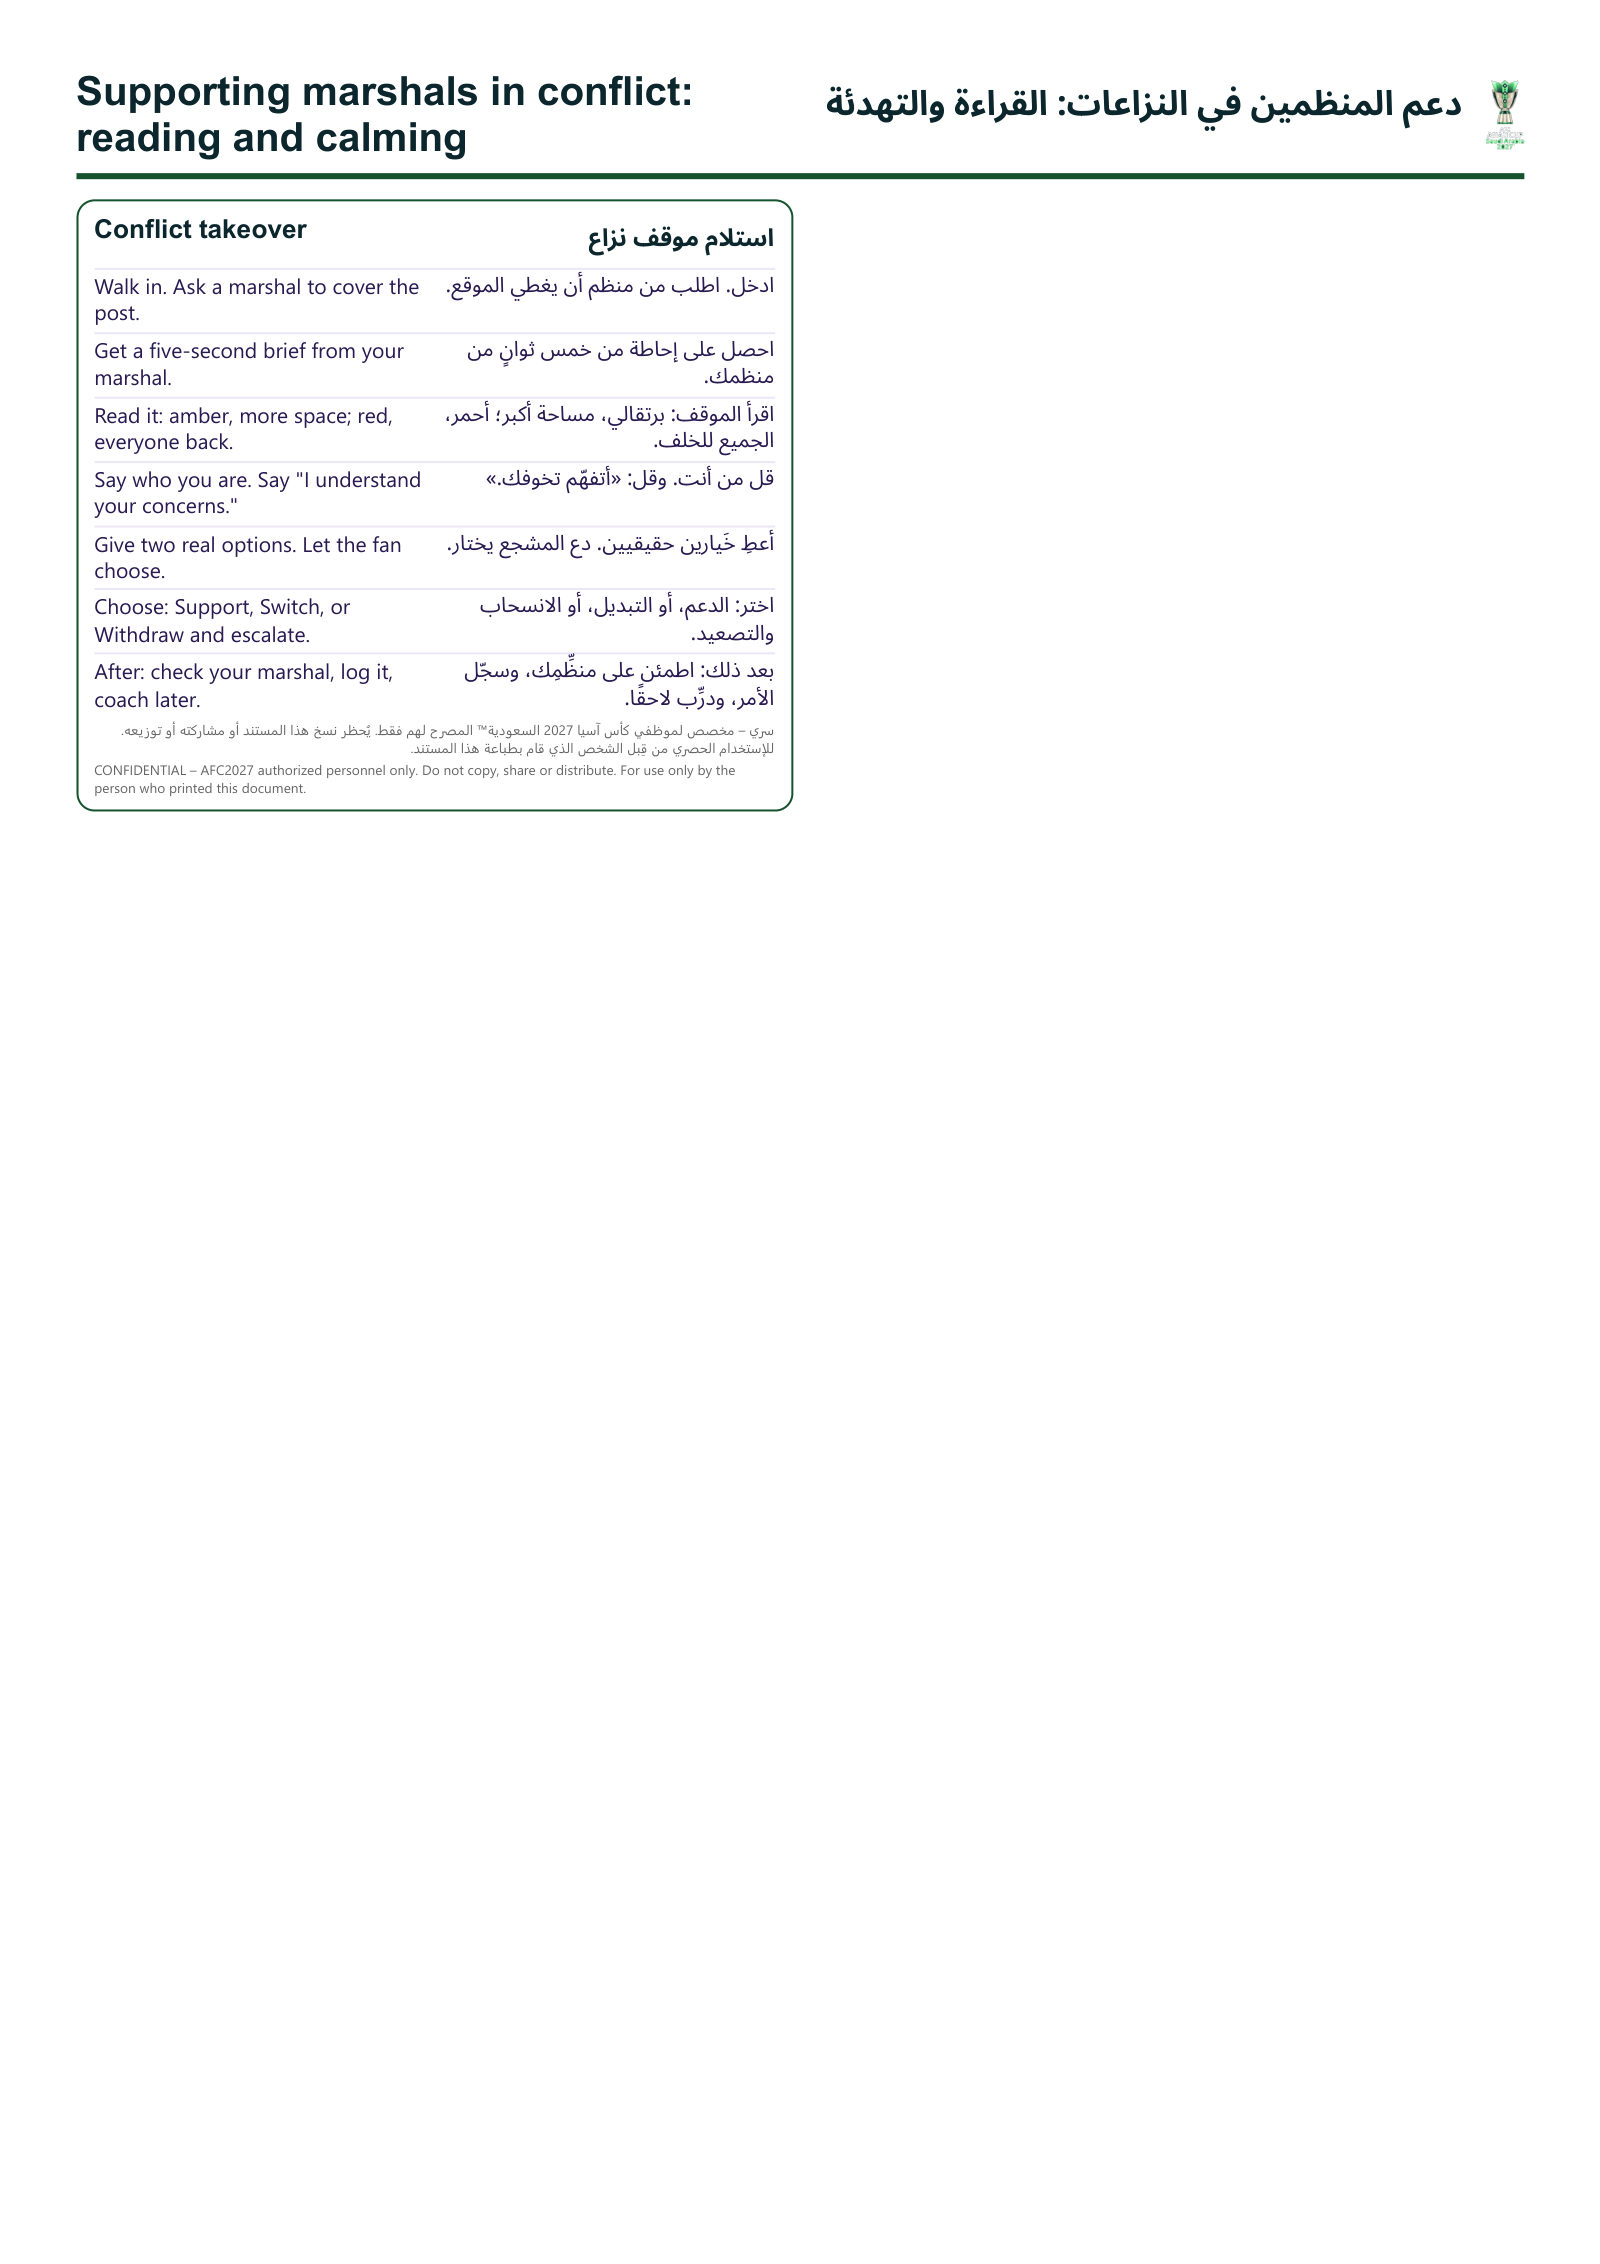 Supporting marshals in conflict:
reading and calming
دعم المنظمين في النزاعات: القراءة والتهدئة
Saudi Arabia
2027
Conflict takeover
استلام موقف نزاع
Walk in. Ask a marshal to cover the
post.
ادخل. اطلب من منظم أن يغطي الموقع.
Get a five-second brief from your
marshal.
احصل على إحاطة من خمس ثوانٍ من
منظمك.
Read it: amber, more space; red,
everyone back.
اقرأ الموقف: برتقالي، مساحة أكبر؛ أحمر،
الجميع للخلف.
Say who you are. Say "I understand
your concerns."
قل من أنت. وقل: «أتفهّم تخوفك.»
Give two real options. Let the fan
choose.
أعطِ خَيارين حقيقيين. دع المشجع يختار.
Choose: Support, Switch, or
Withdraw and escalate.
اختر: الدعم، أو التبديل، أو الانسحاب
والتصعيد.
After: check your marshal, log it,
coach later.
بعد ذلك: اطمئن على منظِّمِك، وسجّل
الأمر، ودرِّب لاحقًا.
سري – مخصص لموظفي كأس آسيا 2027 السعودية™ المصرح لهم فقط. يُحظر نسخ هذا المستند أو مشاركته أو توزيعه.
للإستخدام الحصري من قِبل الشخص الذي قام بطباعة هذا المستند.
CONFIDENTIAL – AFC2027 authorized personnel only. Do not copy, share or distribute. For use only by the
person who printed this document.